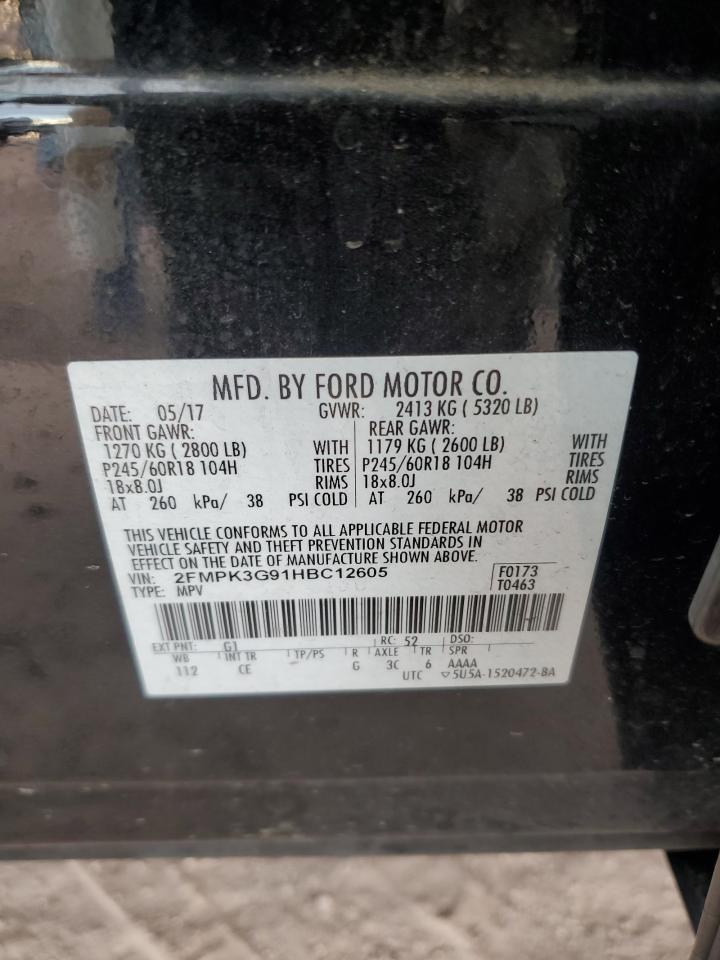 MFD. BY FORD MOTOR CO.
DATE: 05/17 GVWR: 2413 KG ( 5320 LB)
FRONT GAWR: REAR GAWR:
1270 KG ( 2800 LB) WITH 1179 KG ( 2600 LB) WITH
P245/60R18 104H TIRES P245/60R18 104H TIRES
18x8.0J RIMS 18x8.0J RIMS
AT 260 kPa/ 38 PSI COLD AT 260 kPa/ 38 PSI COLD
THIS VEHICLE CONFORMS TO ALL APPLICABLE FEDERAL MOTOR
VEHICLE SAFETY AND THEFT PREVENTION STANDARDS IN
EFFECT ON THE DATE OF MANUFACTURE SHOWN ABOVE.
VIN: 2FMPK3G91HBC12605 F0173
TYPE: MPV T0463
EXT PNT: G1 RC: 52 DSO:
WB INT TR TP/PS R AXLE TR SPR
112 CE G 3C 6 AAAA
UTC ▽5U5A-1520472-BA